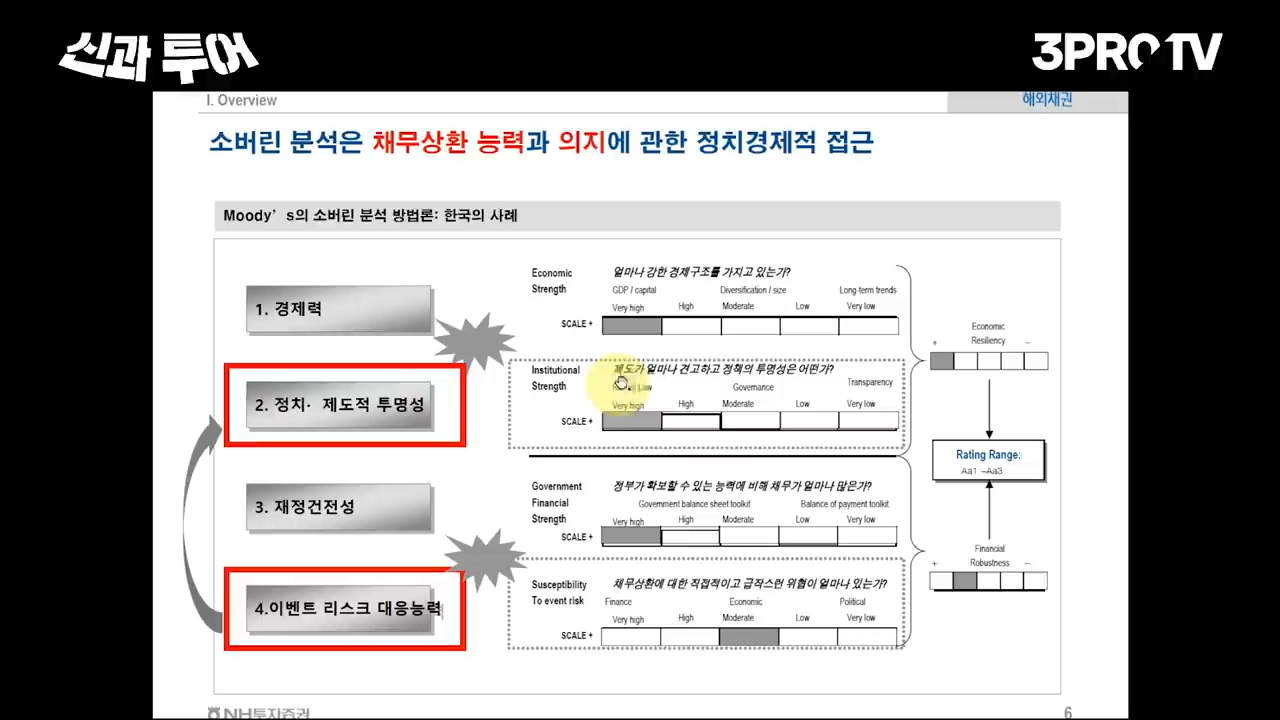 신과 투어
3PROTV
I. Overview
해외채권
소버린 분석은 채무상환 능력과 의지에 관한 정치경제적 접근
Moody’s의 소버린 분석 방법론: 한국의 사례
1. 경제력
2. 정치· 제도적 투명성
3. 재정건전성
4.이벤트 리스크 대응능력
Economic Strength
얼마나 강한 경제구조를 가지고 있는가?
GDP / capital Diversification / size Long-term trends
Very high High Moderate Low Very low
SCALE +
Institutional Strength
제도가 얼마나 견고하고 정책의 투명성은 어떤가?
Law Governance Transparency
Very high High Moderate Low Very low
SCALE +
Government Financial Strength
정부가 확보할 수 있는 능력에 비해 채무가 얼마나 많은가?
Government balance sheet toolkit Balance of payment toolkit
Very high High Moderate Low Very low
SCALE +
Susceptibility To event risk
채무상환에 대한 직접적이고 급작스런 위협이 얼마나 있는가?
Finance Economic Political
Very high High Moderate Low Very low
SCALE +
Economic
+ Resiliency –
Rating Range:
Aa1 –Aa3
Financial
+ Robustness –
NH투자증권
6